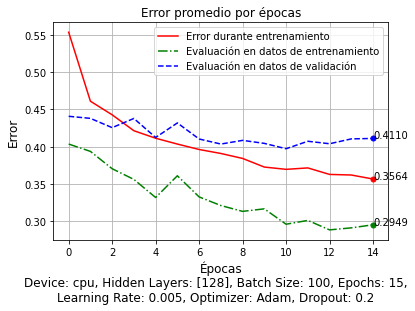 Error promedio por épocas
Error durante entrenamiento
Evaluación en datos de entrenamiento
Evaluación en datos de validación
0.55
0.50
0.45
0.40
0.35
0.30
Error
0.4110
0.3564
0.2949
0 2 4 6 8 10 12 14
Épocas
Device: cpu, Hidden Layers: [128], Batch Size: 100, Epochs: 15,
Learning Rate: 0.005, Optimizer: Adam, Dropout: 0.2